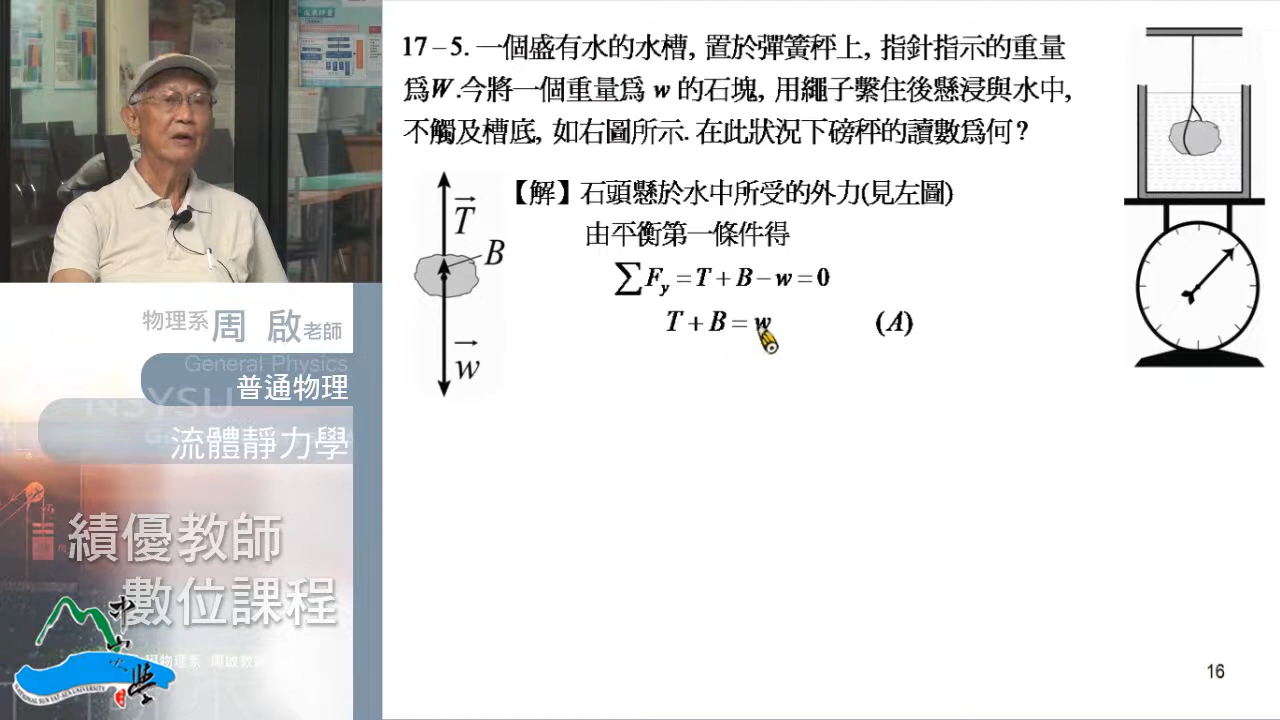 17-5. 一個盛有水的水槽, 置於彈簧秤上, 指針指示的重量
爲W.今將一個重量爲 w 的石塊, 用繩子繫住後懸浸與水中,
不觸及槽底, 如右圖所示. 在此狀況下磅秤的讀數爲何?
【解】石頭懸於水中所受的外力(見左圖)
由平衡第一條件得
∑F_y = T + B − w = 0
T + B = w (A)
T
B
w
物理系周 啟老師
General Physics
普通物理
NSYSU
流體靜力學
績優教師
數位課程
16